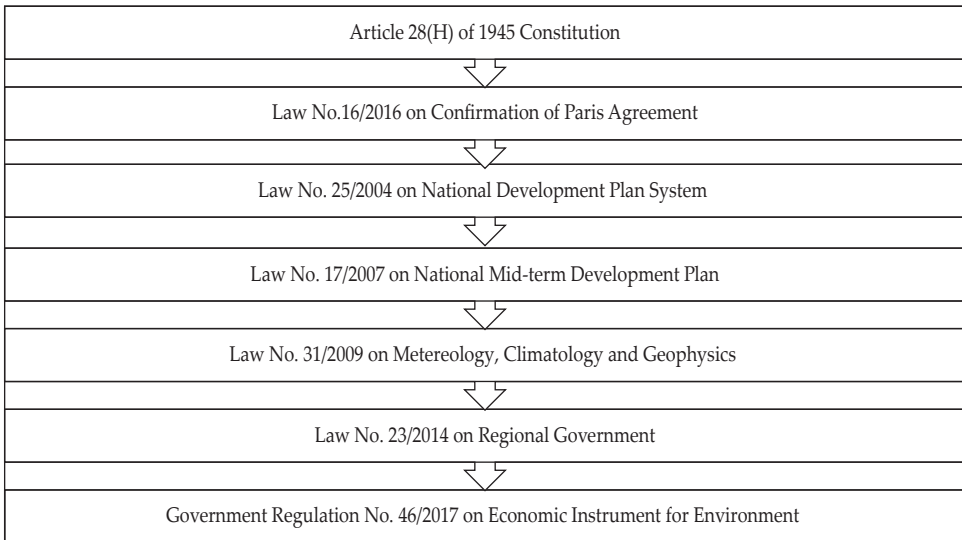 Article 28(H) of 1945 Constitution
Law No.16/2016 on Confirmation of Paris Agreement
Law No. 25/2004 on National Development Plan System
Law No. 17/2007 on National Mid-term Development Plan
Law No. 31/2009 on Metereology, Climatology and Geophysics
Law No. 23/2014 on Regional Government
Government Regulation No. 46/2017 on Economic Instrument for Environment